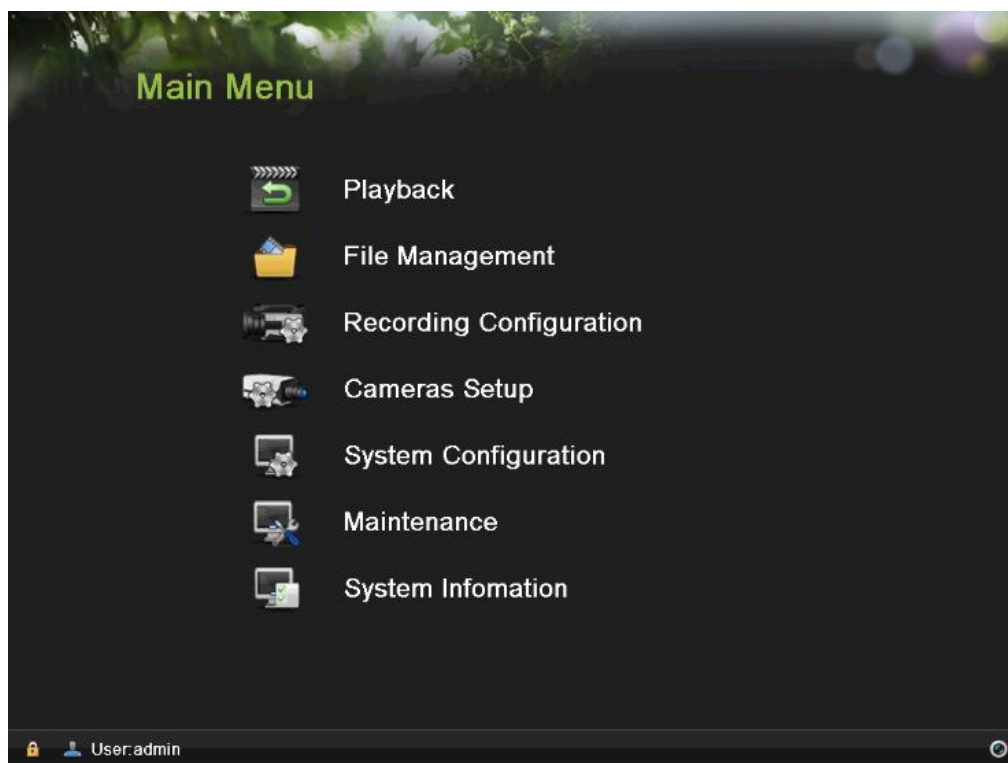 Main Menu
Playback
File Management
Recording Configuration
Cameras Setup
System Configuration
Maintenance
System Infomation
User:admin